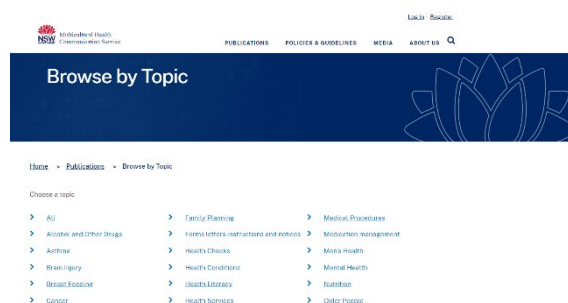 Log in Register
NSW
Multicultural Health
Communication Service
PUBLICATIONS POLICIES & GUIDELINES MEDIA ABOUT US
Browse by Topic
Home > Publications > Browse by Topic
Choose a topic
All Family Planning Medical Procedures
Alcohol and Other Drugs Forms letters instructions and notices Medication management
Asthma Health Checks Men's Health
Brain Injury Health Conditions Mental Health
Breast Feeding Health Literacy Nutrition
Cancer Health Services Older People